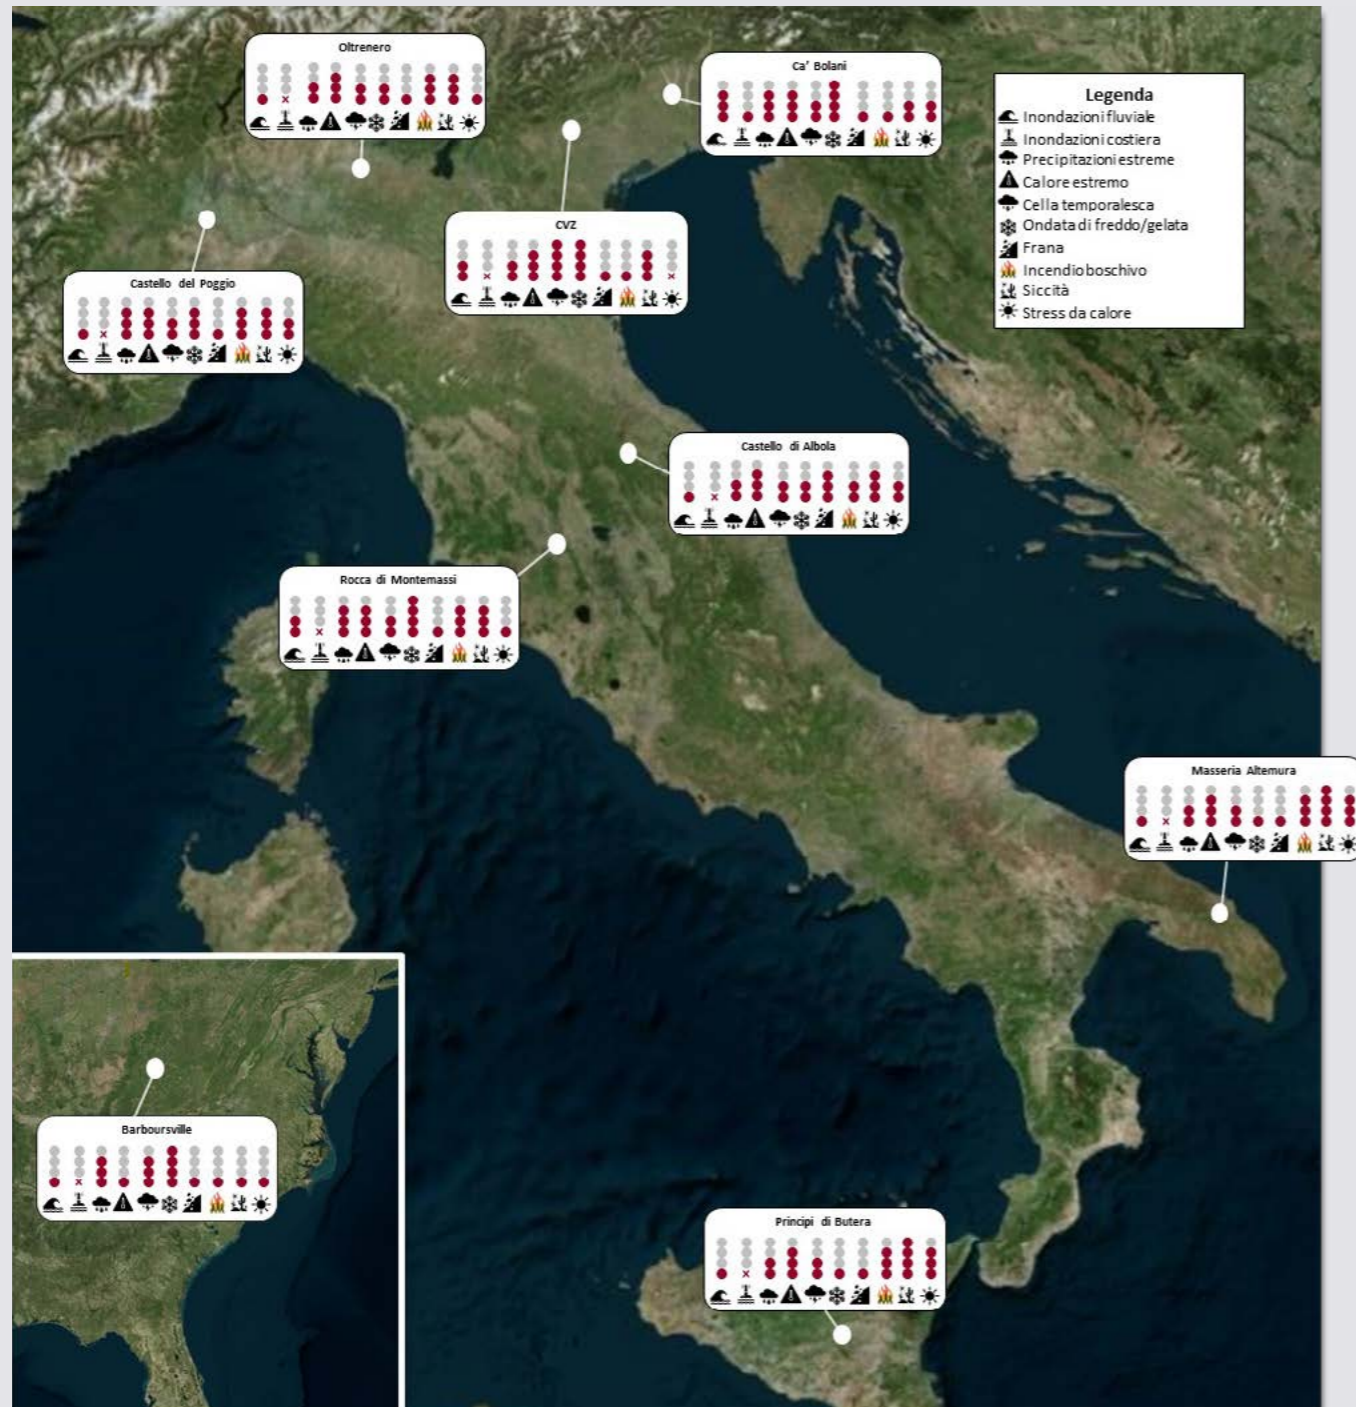 Oltrenero
Ca' Bolani
Legenda
Inondazioni fluviale
Inondazioni costiera
Precipitazioni estreme
Calore estremo
Cella temporalesca
Ondata di freddo/gelata
Frana
Incendio boschivo
Siccità
Stress da calore
CVZ
Castello del Poggio
Castello di Albola
Rocca di Montemassi
Masseria Altemura
Barboursville
Principi di Butera